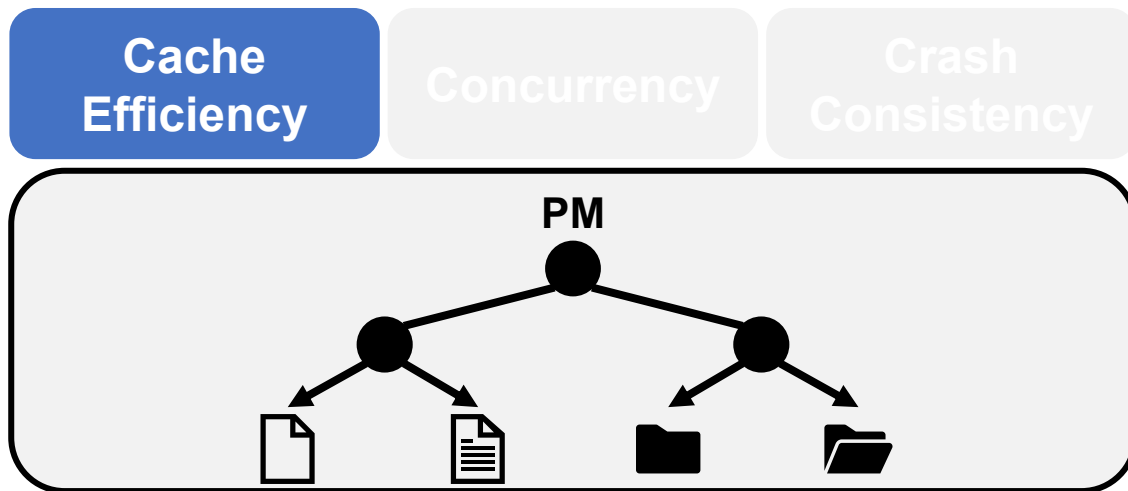 Cache
Efficiency
Concurrency
Crash
Consistency
PM